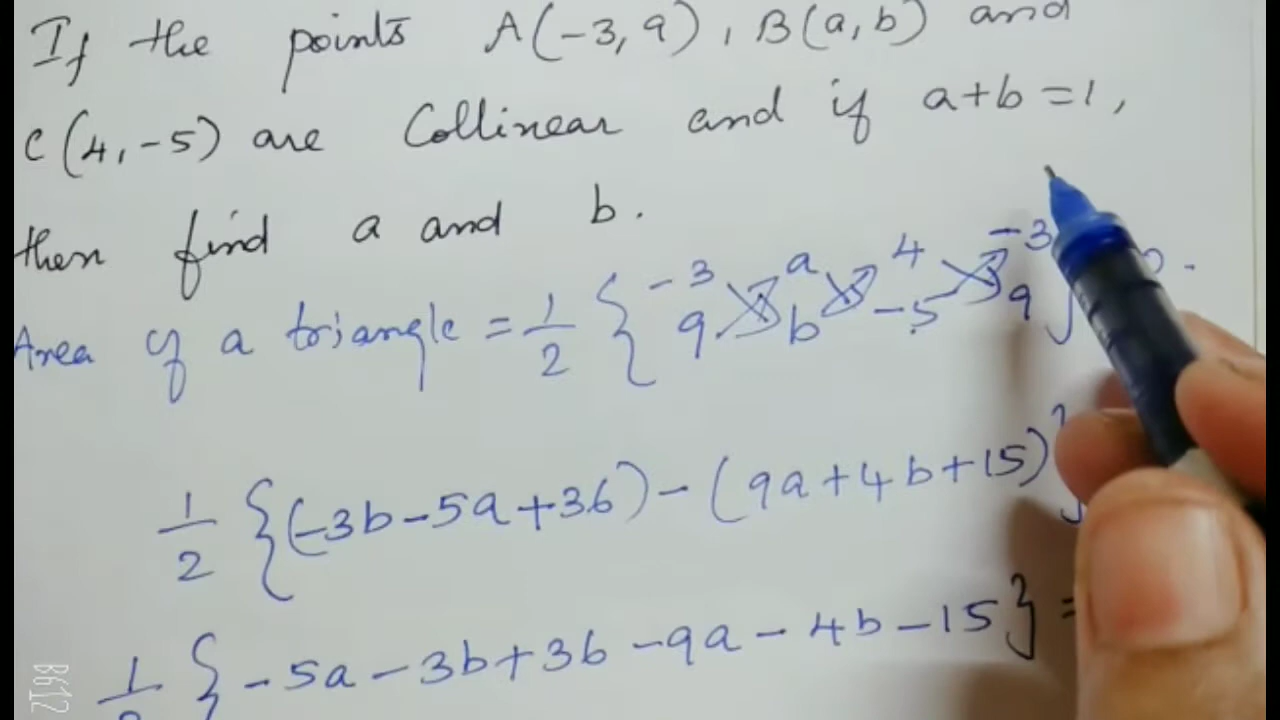 If the points A(-3, 9), B(a, b) and
C(4, -5) are Collinear and if a+b=1,
then find a and b.
Area of a triangle = 1/2 { -3 a 4 -3
9 b -5 9 }
1/2 {(-3b-5a+36) - (9a+4b+15)}
1/2 {-5a-3b+36-9a-4b-15} =
B612